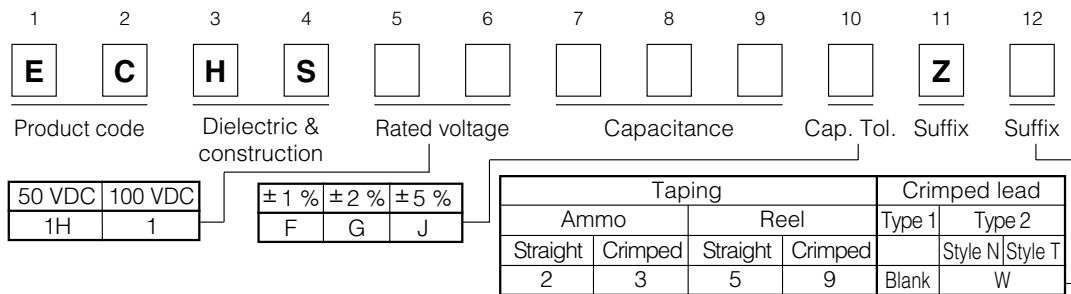 1 2 3 4 5 6 7 8 9 10 11 12
E C H S Z
Product code Dielectric & construction Rated voltage Capacitance Cap. Tol. Suffix Suffix
50 VDC 100 VDC
1H 1
±1 % ±2 % ±5 %
F G J
Taping Crimped lead
Ammo Reel Type 1 Type 2
Straight Crimped Straight Crimped Style N Style T
2 3 5 9 Blank W